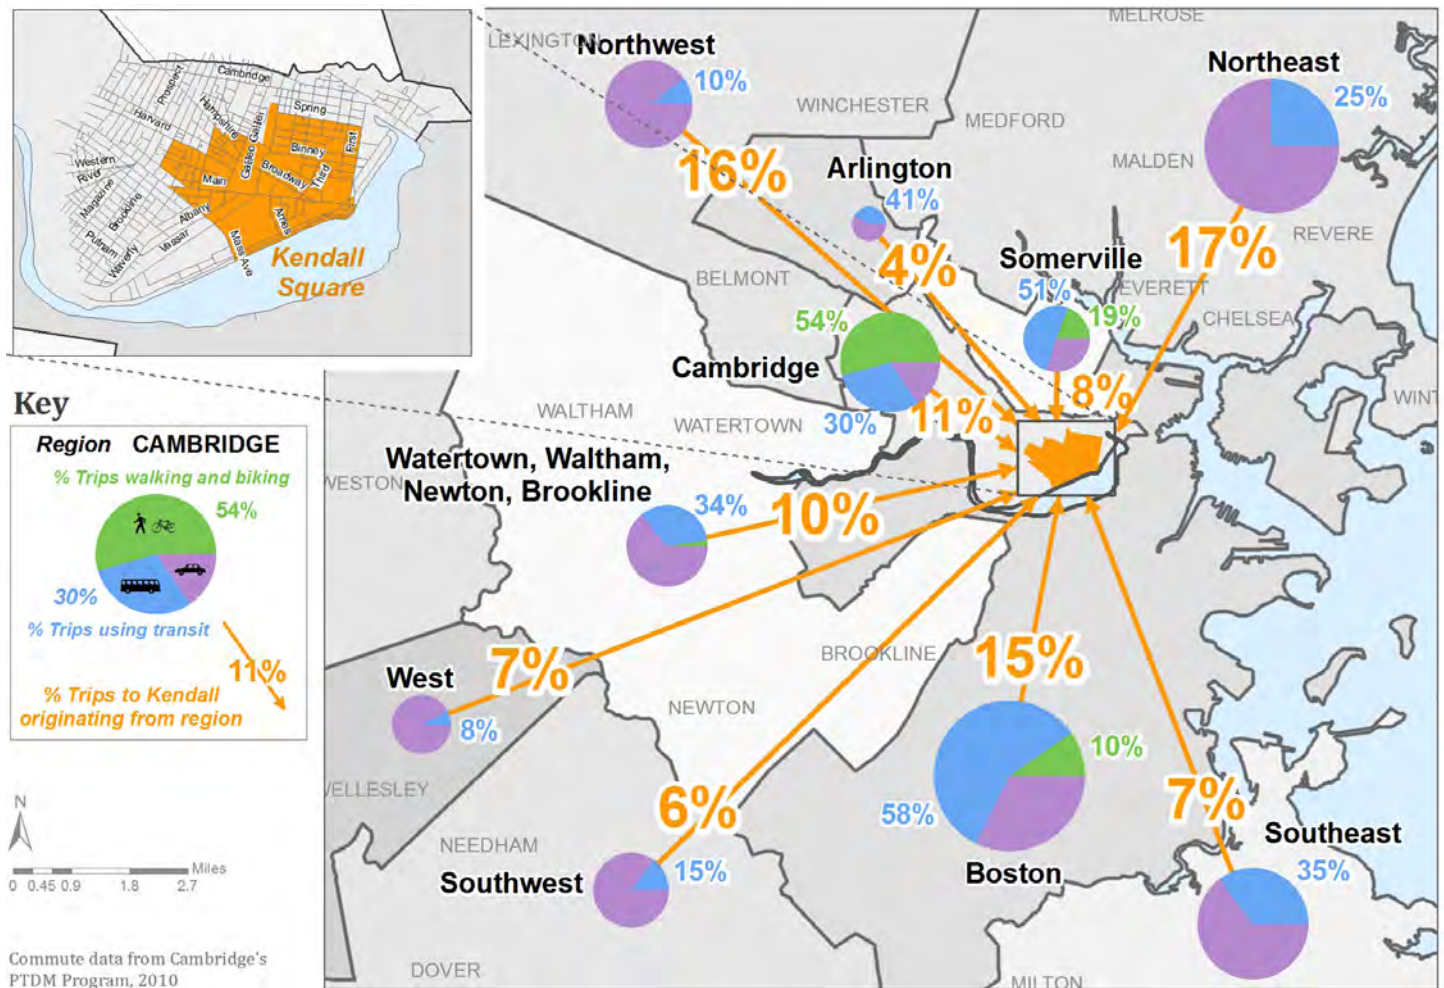 Cambridge
Prospect
Hampshire
Harvard
Spring
Galileo Galilei
Binney
First
Western
River
Main
Broadway
Third
Magazine
Brookline
Albany
Ames
Putnam
Waverly
Vassar
Mass Ave
Kendall
Square
Key
Region CAMBRIDGE
% Trips walking and biking
54%
30%
% Trips using transit
11%
% Trips to Kendall
originating from region
N
Miles
0 0.45 0.9 1.8 2.7
Commute data from Cambridge's
PTDM Program, 2010
LEXINGTON
Northwest
10%
16%
WINCHESTER
MELROSE
MEDFORD
Northeast
25%
MALDEN
17%
REVERE
Arlington
41%
4%
BELMONT
Somerville
51%
19%
8%
EVERETT
CHELSEA
54%
Cambridge
30%
11%
WINT
WALTHAM
WATERTOWN
Watertown, Waltham,
Newton, Brookline
34%
10%
WESTON
West
8%
7%
BROOKLINE
NEWTON
15%
10%
58%
Boston
WELLESLEY
6%
NEEDHAM
Southwest
15%
7%
Southeast
35%
DOVER
MILTON